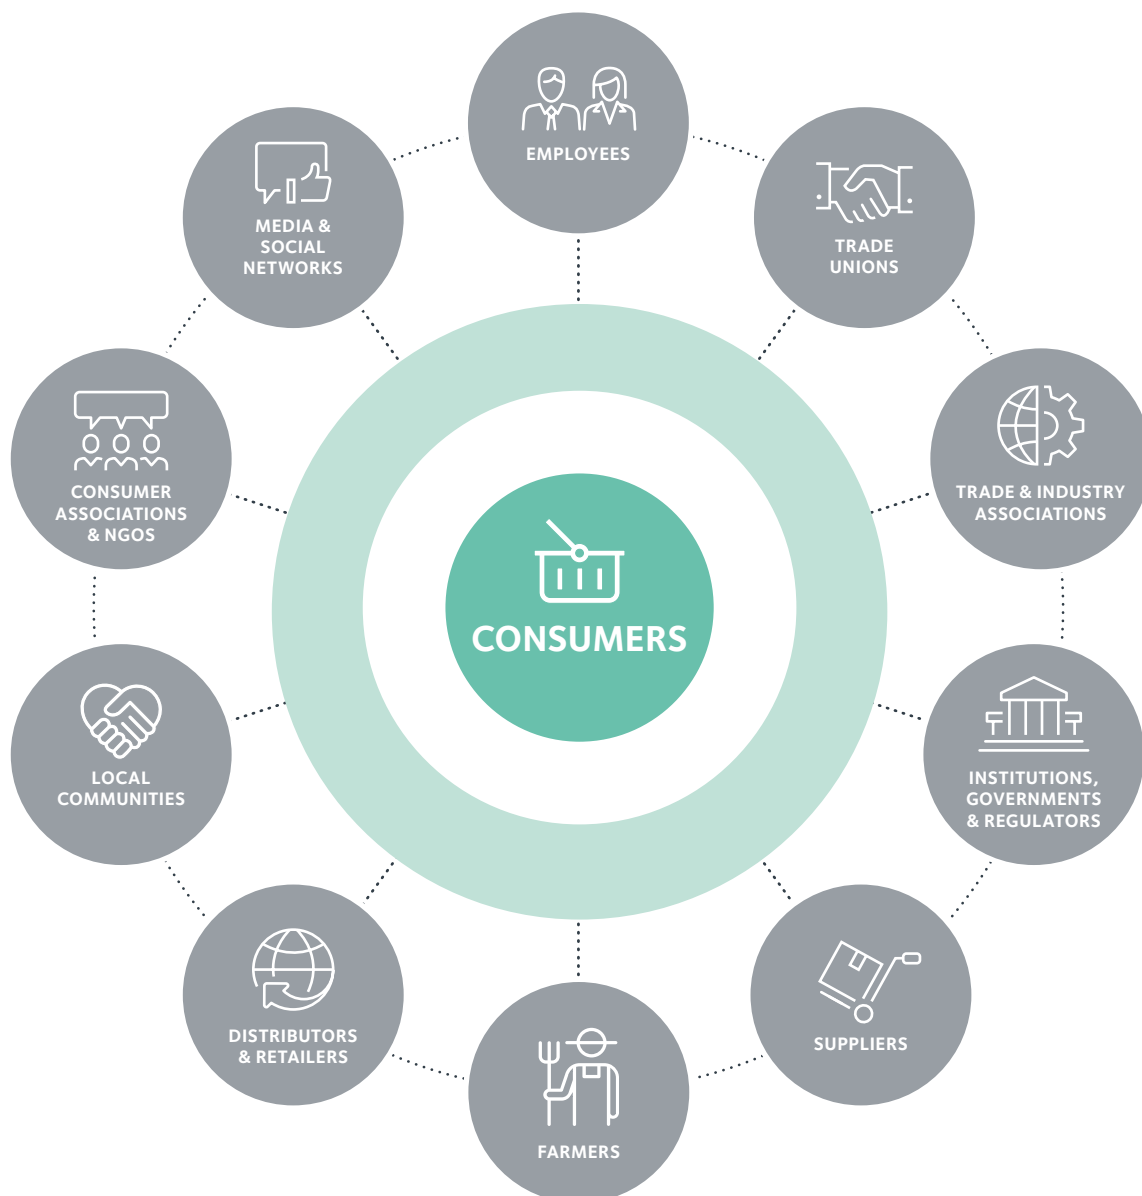 EMPLOYEES
TRADE
UNIONS
TRADE & INDUSTRY
ASSOCIATIONS
INSTITUTIONS,
GOVERNMENTS
& REGULATORS
SUPPLIERS
FARMERS
DISTRIBUTORS
& RETAILERS
LOCAL
COMMUNITIES
CONSUMER
ASSOCIATIONS
& NGOS
MEDIA &
SOCIAL
NETWORKS
CONSUMERS